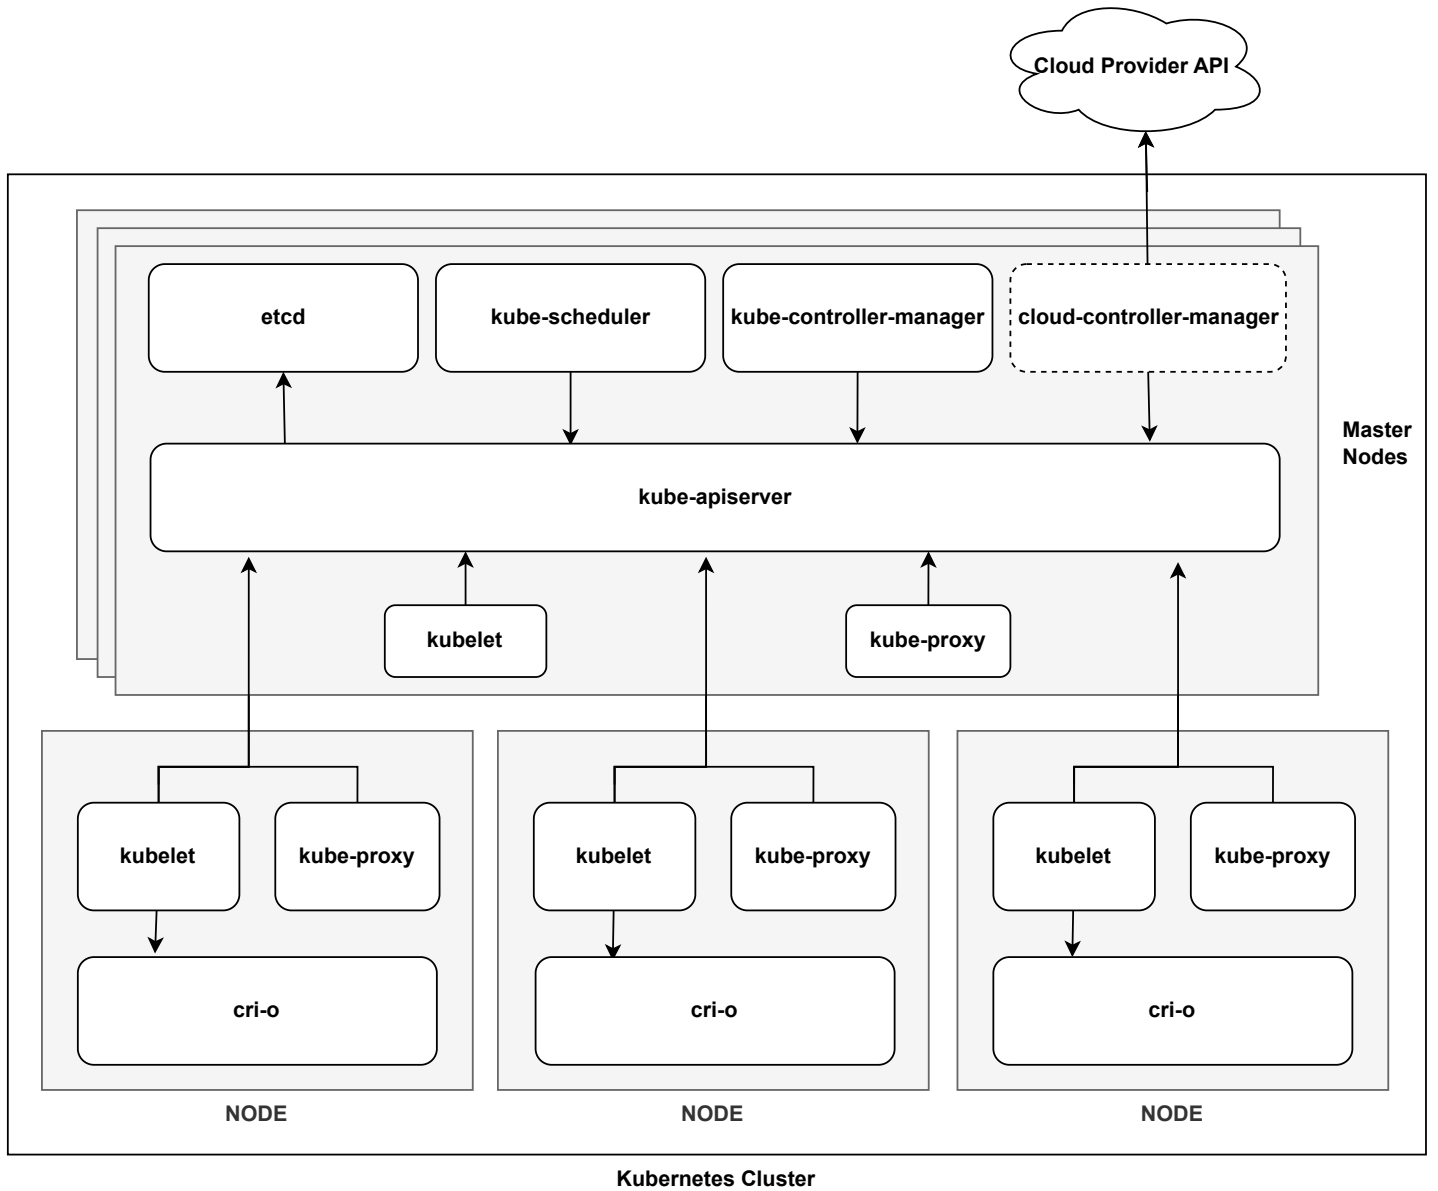 Cloud Provider API
etcd
kube-scheduler
kube-controller-manager
cloud-controller-manager
Master
Nodes
kube-apiserver
kubelet
kube-proxy
kubelet
kube-proxy
kubelet
kube-proxy
kubelet
kube-proxy
cri-o
cri-o
cri-o
NODE
NODE
NODE
Kubernetes Cluster